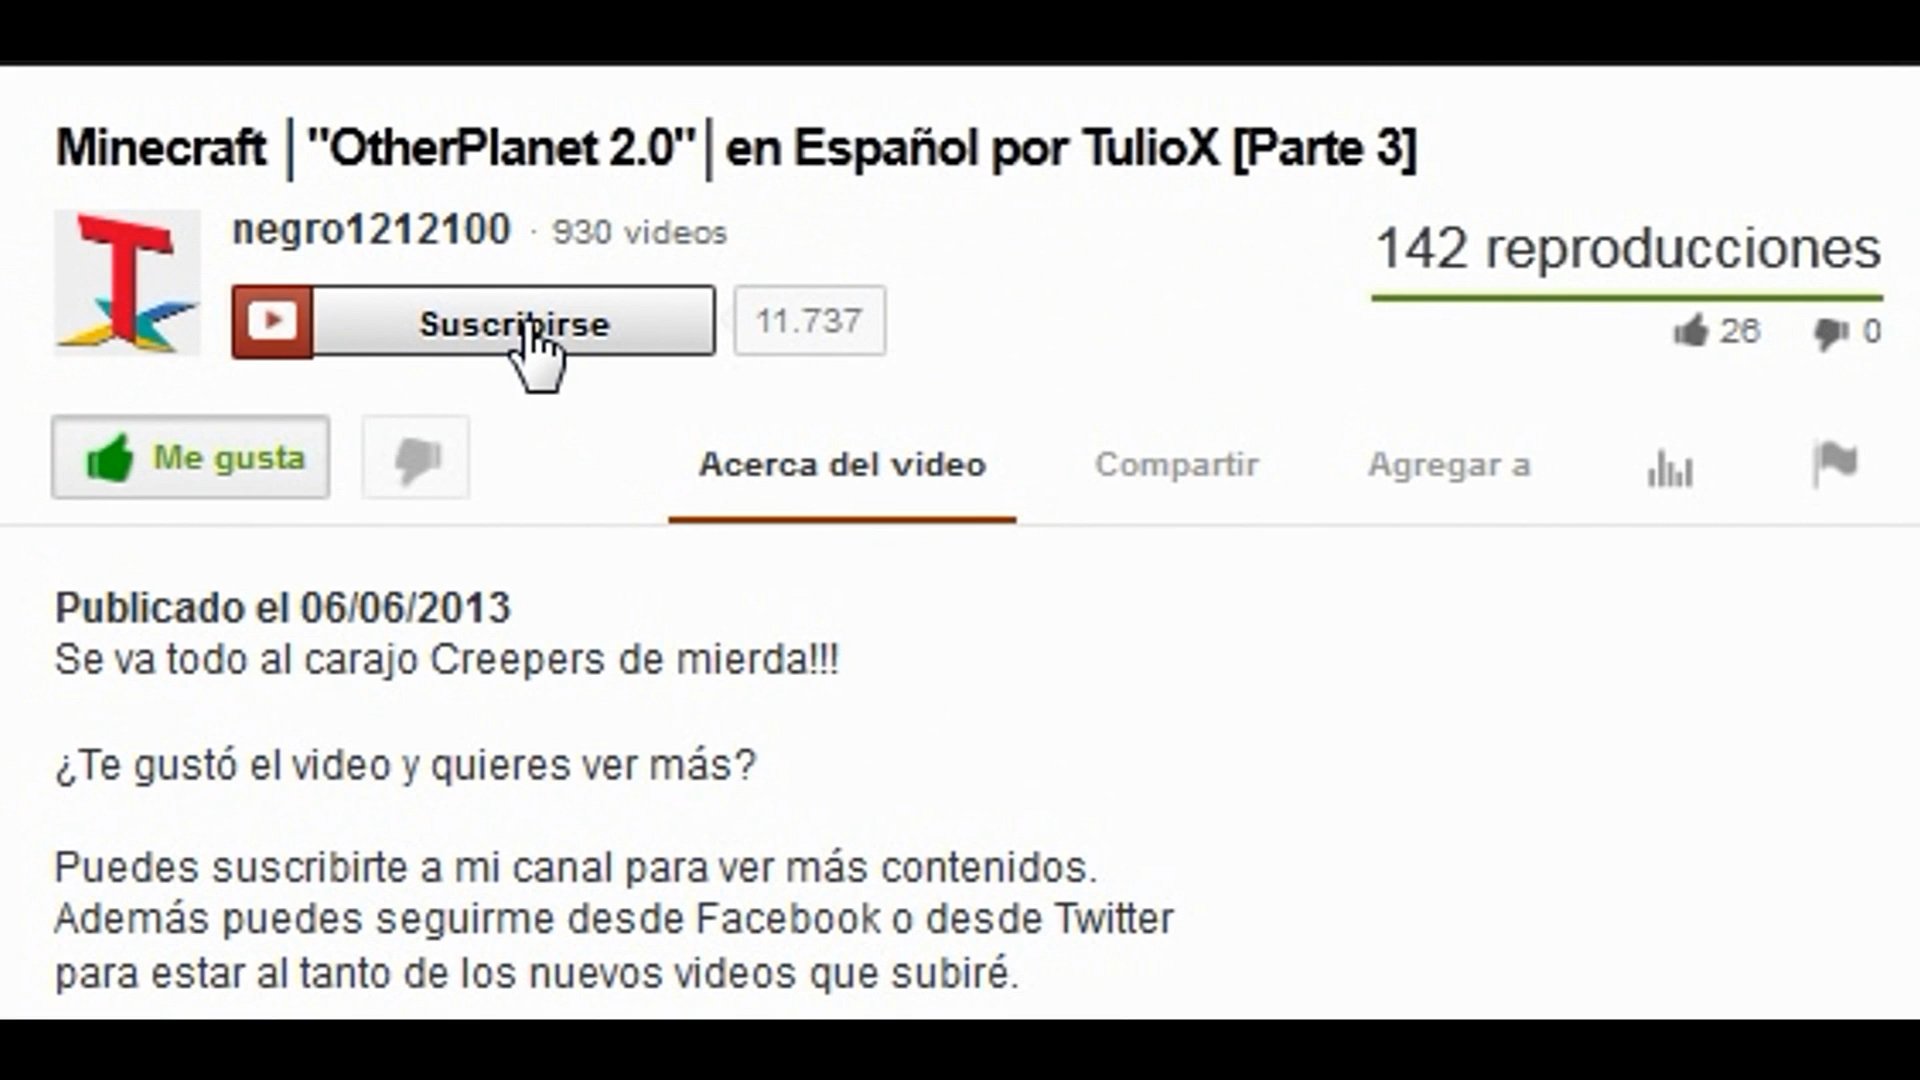 Minecraft │"OtherPlanet 2.0"│ en Español por TulioX [Parte 3]
negro1212100 · 930 videos
Suscribirse 11.737
142 reproducciones
26 0
Me gusta
Acerca del video Compartir Agregar a
Publicado el 06/06/2013
Se va todo al carajo Creepers de mierda!!!
¿Te gustó el video y quieres ver más?
Puedes suscribirte a mi canal para ver más contenidos.
Además puedes seguirme desde Facebook o desde Twitter
para estar al tanto de los nuevos videos que subiré.